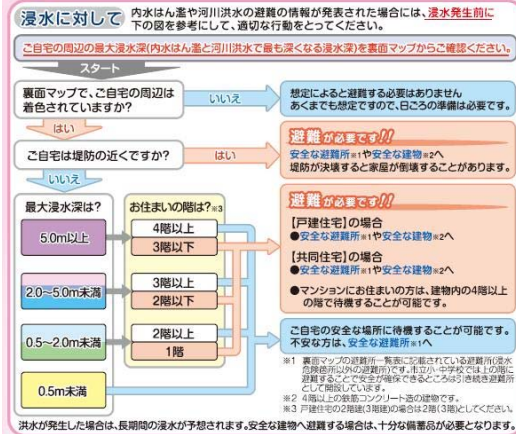 浸水に対して
内水はん濫や河川洪水の避難の情報が発表された場合には、浸水発生前に
下の図を参考にして、適切な行動をとってください。
ご自宅の周辺の最大浸水深(内水はん濫と河川洪水で最も深くなる浸水深)を裏面マップからご確認ください。
スタート
裏面マップで、ご自宅の周辺は
着色されていますか?
いいえ
想定によると避難する必要はありません
あくまでも想定ですので、日ごろの準備は必要です。
はい
ご自宅は堤防の近くですか?
はい
避難が必要です!!
安全な避難所※1や安全な建物※2へ
堤防が決壊すると家屋が倒壊することがあります。
いいえ
最大浸水深は?
お住まいの階は?※3
5.0m以上
4階以上
3階以下
2.0~5.0m未満
3階以上
2階以下
0.5~2.0m未満
2階以上
1階
0.5m未満
避難が必要です!!
【戸建住宅】の場合
●安全な避難所※1や安全な建物※2へ
【共同住宅】の場合
●安全な避難所※1や安全な建物※2へ
●マンションにお住まいの方は、建物内の4階以上
の階で待機することが可能です。
ご自宅の安全な場所に待機することが可能です。
不安な方は、安全な避難所※1へ
※1 裏面マップの避難所一覧表に記載されている避難所(浸水
危険箇所以外の避難所)です。市立小・中学校では上の階に
避難することで安全が確保できるところは引き続き避難所
として開設しています。
※2 4階以上の鉄筋コンクリート造の建物です。
※3 戸建住宅の2階建(3階建)の場合は2階(3階)としてください。
洪水が発生した場合は、長期間の浸水が予想されます。安全な建物へ避難する場合は、十分な備蓄品が必要となります。